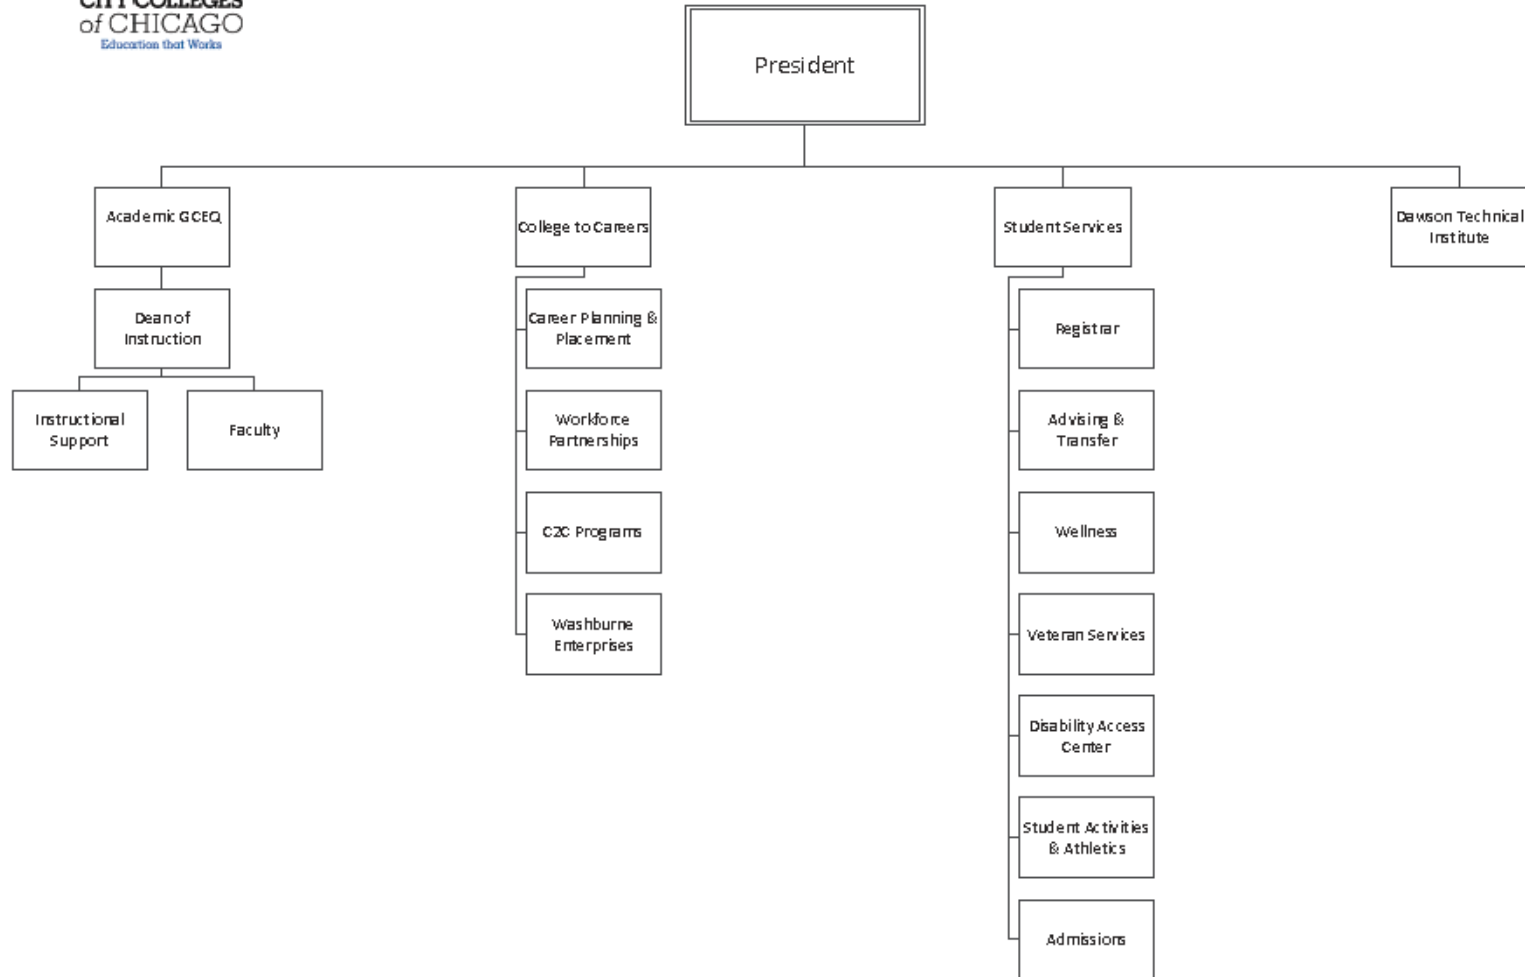 CITY COLLEGES
of CHICAGO
Education that Works
President
Academic GCEQ
College to Careers
Student Services
Dawson Technical
Institute
Dean of
Instruction
Instructional
Support
Faculty
Career Planning &
Placement
Workforce
Partnerships
C2C Programs
Washburne
Enterprises
Registrar
Advising &
Transfer
Wellness
Veteran Services
Disability Access
Center
Student Activities
& Athletics
Admissions